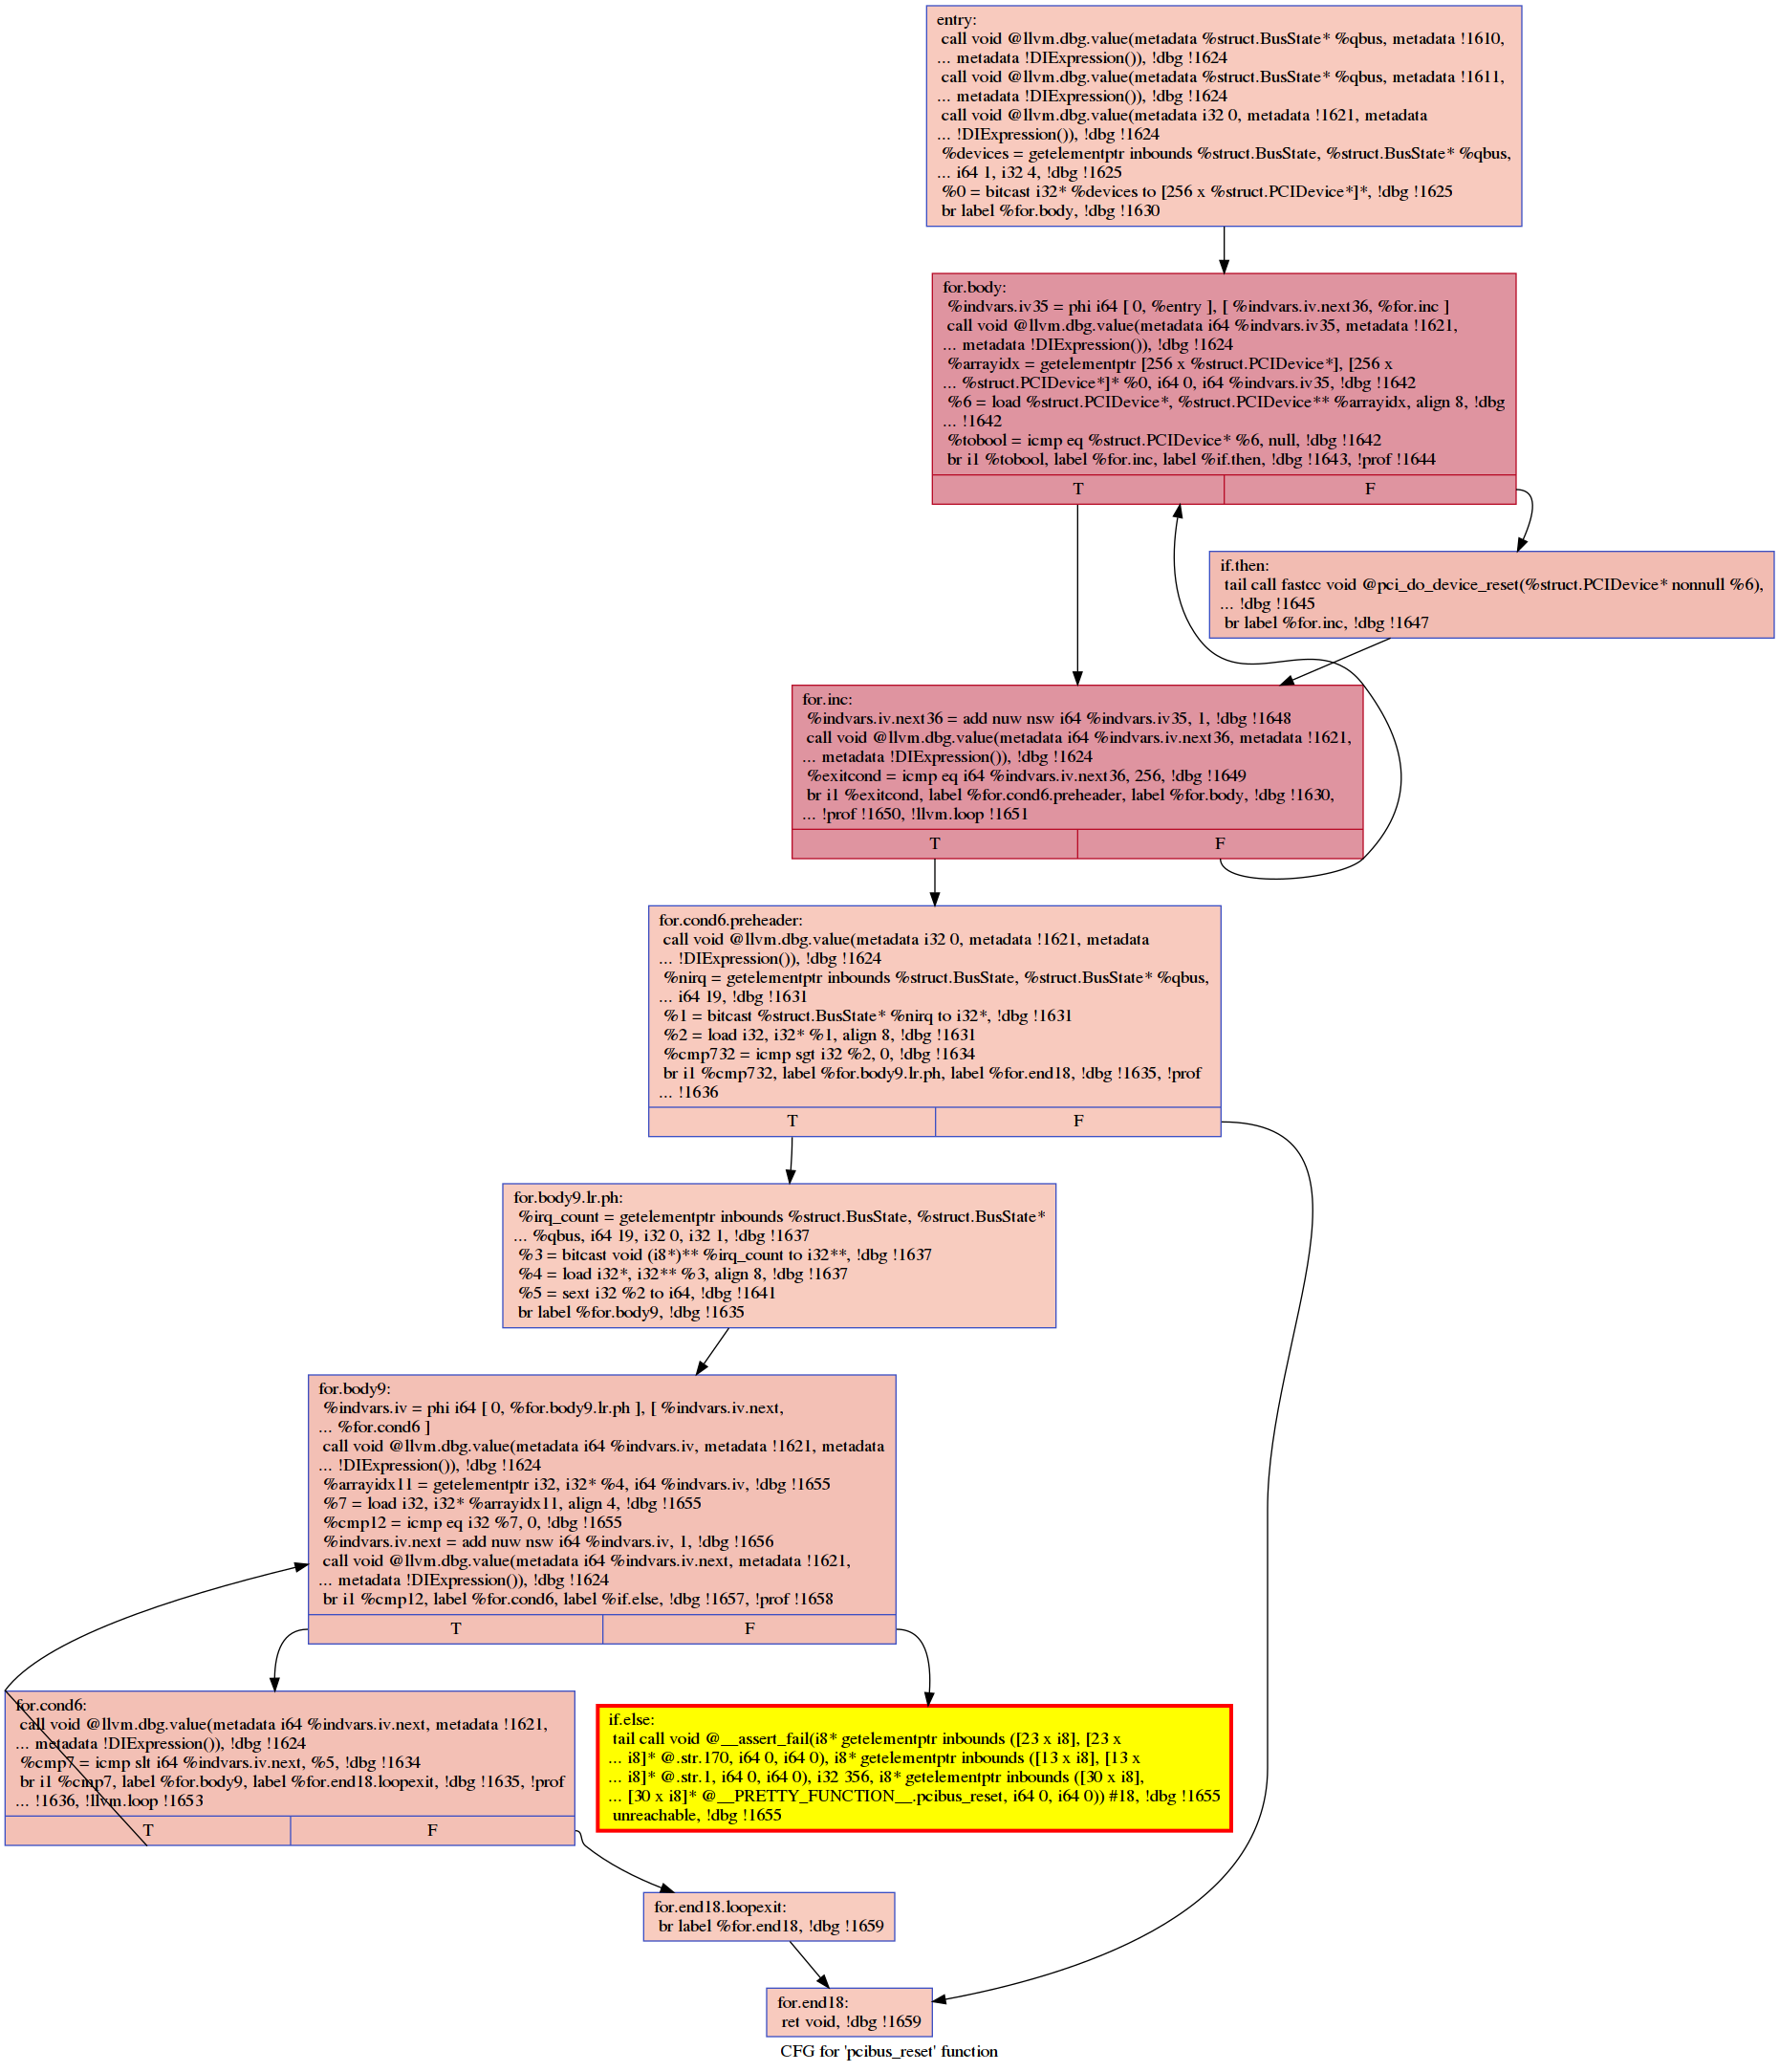 entry:
call void @llvm.dbg.value(metadata %struct.BusState* %qbus, metadata !1610,
... metadata !DIExpression()), !dbg !1624
call void @llvm.dbg.value(metadata %struct.BusState* %qbus, metadata !1611,
... metadata !DIExpression()), !dbg !1624
call void @llvm.dbg.value(metadata i32 0, metadata !1621, metadata
... !DIExpression()), !dbg !1624
%devices = getelementptr inbounds %struct.BusState, %struct.BusState* %qbus,
... i64 1, i32 4, !dbg !1625
%0 = bitcast i32* %devices to [256 x %struct.PCIDevice*]*, !dbg !1625
br label %for.body, !dbg !1630
for.body:
%indvars.iv35 = phi i64 [ 0, %entry ], [ %indvars.iv.next36, %for.inc ]
call void @llvm.dbg.value(metadata i64 %indvars.iv35, metadata !1621,
... metadata !DIExpression()), !dbg !1624
%arrayidx = getelementptr [256 x %struct.PCIDevice*], [256 x
... %struct.PCIDevice*]* %0, i64 0, i64 %indvars.iv35, !dbg !1642
%6 = load %struct.PCIDevice*, %struct.PCIDevice** %arrayidx, align 8, !dbg
... !1642
%tobool = icmp eq %struct.PCIDevice* %6, null, !dbg !1642
br i1 %tobool, label %for.inc, label %if.then, !dbg !1643, !prof !1644
T F
if.then:
tail call fastcc void @pci_do_device_reset(%struct.PCIDevice* nonnull %6),
... !dbg !1645
br label %for.inc, !dbg !1647
for.inc:
%indvars.iv.next36 = add nuw nsw i64 %indvars.iv35, 1, !dbg !1648
call void @llvm.dbg.value(metadata i64 %indvars.iv.next36, metadata !1621,
... metadata !DIExpression()), !dbg !1624
%exitcond = icmp eq i64 %indvars.iv.next36, 256, !dbg !1649
br i1 %exitcond, label %for.cond6.preheader, label %for.body, !dbg !1630,
... !prof !1650, !llvm.loop !1651
T F
for.cond6.preheader:
call void @llvm.dbg.value(metadata i32 0, metadata !1621, metadata
... !DIExpression()), !dbg !1624
%nirq = getelementptr inbounds %struct.BusState, %struct.BusState* %qbus,
... i64 19, !dbg !1631
%1 = bitcast %struct.BusState* %nirq to i32*, !dbg !1631
%2 = load i32, i32* %1, align 8, !dbg !1631
%cmp732 = icmp sgt i32 %2, 0, !dbg !1634
br i1 %cmp732, label %for.body9.lr.ph, label %for.end18, !dbg !1635, !prof
... !1636
T F
for.body9.lr.ph:
%irq_count = getelementptr inbounds %struct.BusState, %struct.BusState*
... %qbus, i64 19, i32 0, i32 1, !dbg !1637
%3 = bitcast void (i8*)** %irq_count to i32**, !dbg !1637
%4 = load i32*, i32** %3, align 8, !dbg !1637
%5 = sext i32 %2 to i64, !dbg !1641
br label %for.body9, !dbg !1635
for.body9:
%indvars.iv = phi i64 [ 0, %for.body9.lr.ph ], [ %indvars.iv.next,
... %for.cond6 ]
call void @llvm.dbg.value(metadata i64 %indvars.iv, metadata !1621, metadata
... !DIExpression()), !dbg !1624
%arrayidx11 = getelementptr i32, i32* %4, i64 %indvars.iv, !dbg !1655
%7 = load i32, i32* %arrayidx11, align 4, !dbg !1655
%cmp12 = icmp eq i32 %7, 0, !dbg !1655
%indvars.iv.next = add nuw nsw i64 %indvars.iv, 1, !dbg !1656
call void @llvm.dbg.value(metadata i64 %indvars.iv.next, metadata !1621,
... metadata !DIExpression()), !dbg !1624
br i1 %cmp12, label %for.cond6, label %if.else, !dbg !1657, !prof !1658
T F
for.cond6:
call void @llvm.dbg.value(metadata i64 %indvars.iv.next, metadata !1621,
... metadata !DIExpression()), !dbg !1624
%cmp7 = icmp slt i64 %indvars.iv.next, %5, !dbg !1634
br i1 %cmp7, label %for.body9, label %for.end18.loopexit, !dbg !1635, !prof
... !1636, !llvm.loop !1653
T F
if.else:
tail call void @__assert_fail(i8* getelementptr inbounds ([23 x i8], [23 x
... i8]* @.str.170, i64 0, i64 0), i8* getelementptr inbounds ([13 x i8], [13 x
... i8]* @.str.1, i64 0, i64 0), i32 356, i8* getelementptr inbounds ([30 x i8],
... [30 x i8]* @__PRETTY_FUNCTION__.pcibus_reset, i64 0, i64 0)) #18, !dbg !1655
unreachable, !dbg !1655
for.end18.loopexit:
br label %for.end18, !dbg !1659
for.end18:
ret void, !dbg !1659
CFG for 'pcibus_reset' function